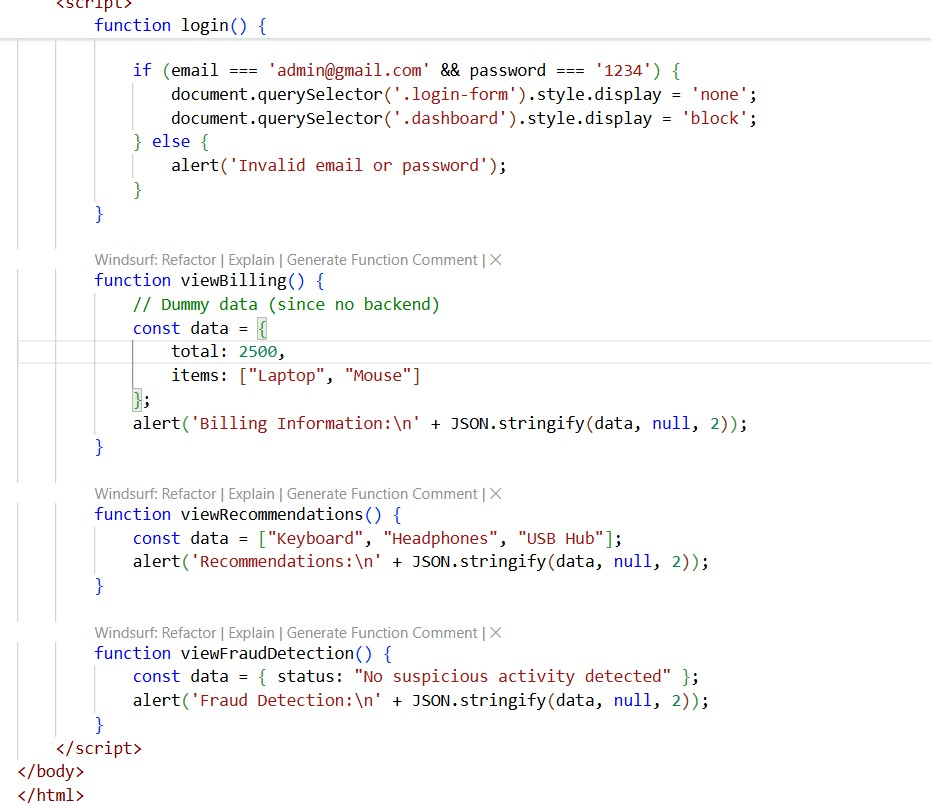 <script>
function login() {
if (email === 'admin@gmail.com' && password === '1234') {
document.querySelector('.login-form').style.display = 'none';
document.querySelector('.dashboard').style.display = 'block';
} else {
alert('Invalid email or password');
}
}
Windsurf: Refactor | Explain | Generate Function Comment | ×
function viewBilling() {
// Dummy data (since no backend)
const data = {
total: 2500,
items: ["Laptop", "Mouse"]
};
alert('Billing Information:\n' + JSON.stringify(data, null, 2));
}
Windsurf: Refactor | Explain | Generate Function Comment | ×
function viewRecommendations() {
const data = ["Keyboard", "Headphones", "USB Hub"];
alert('Recommendations:\n' + JSON.stringify(data, null, 2));
}
Windsurf: Refactor | Explain | Generate Function Comment | ×
function viewFraudDetection() {
const data = { status: "No suspicious activity detected" };
alert('Fraud Detection:\n' + JSON.stringify(data, null, 2));
}
</script>
</body>
</html>